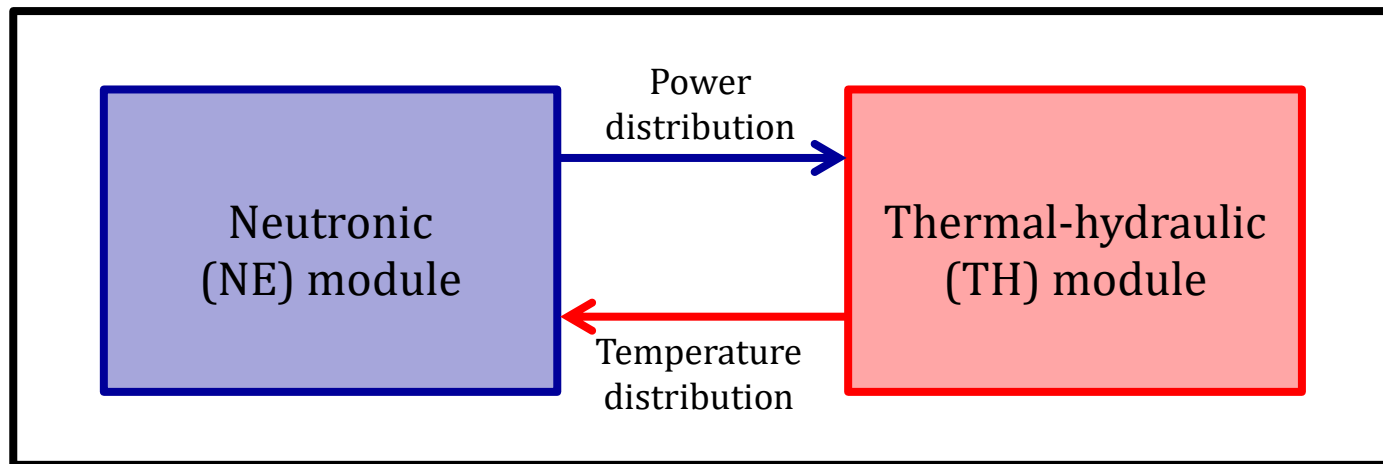 Neutronic
(NE) module
Power
distribution
Temperature
distribution
Thermal-hydraulic
(TH) module